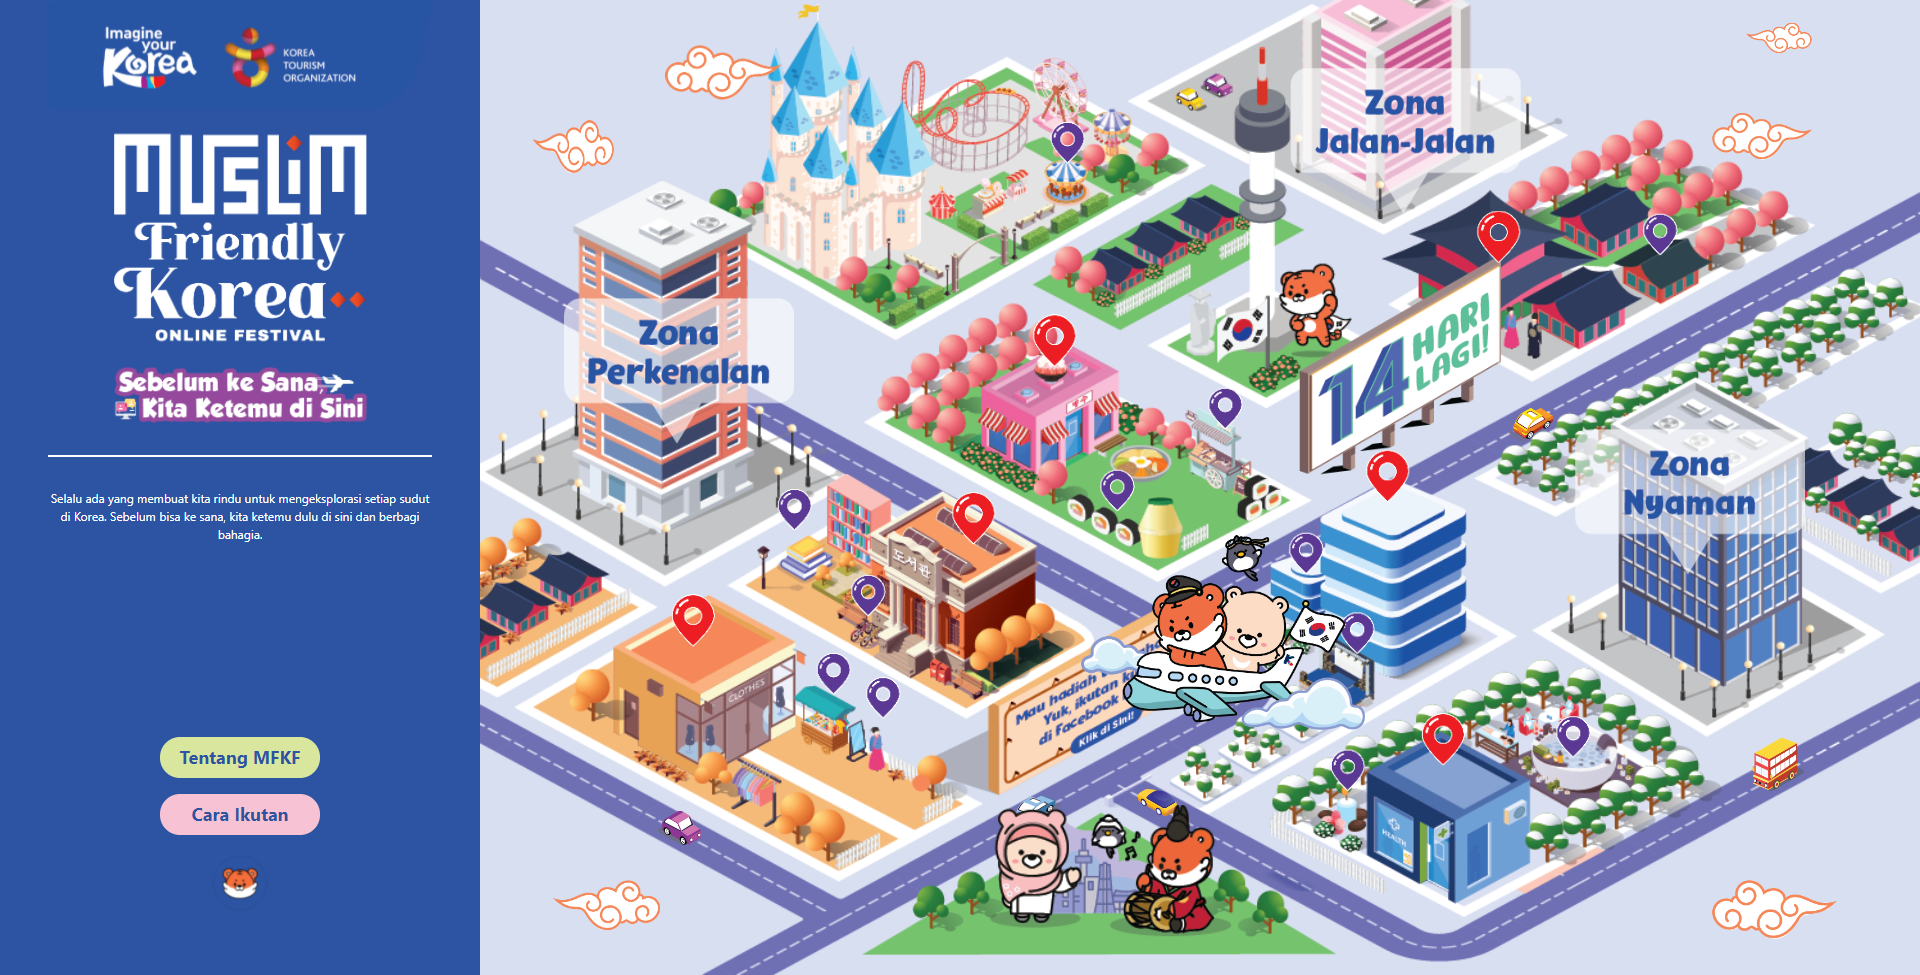 Imagine
your
Korea
KOREA
TOURISM
ORGANIZATION
MUSLIM
Friendly
Korea
ONLINE FESTIVAL
Sebelum ke Sana,
Kita Ketemu di Sini
Selalu ada yang membuat kita rindu untuk mengeksplorasi setiap sudut
di Korea. Sebelum bisa ke sana, kita ketemu dulu di sini dan berbagi
bahagia.
Tentang MFKF
Cara Ikutan
Zona
Jalan-Jalan
Zona
Perkenalan
14 HARI
LAGI!
Zona
Nyaman
도서관
CLOTHES
Mau hadiah
Yuk, ikutan
di Facebook
Klik di Sini!
HEALTH